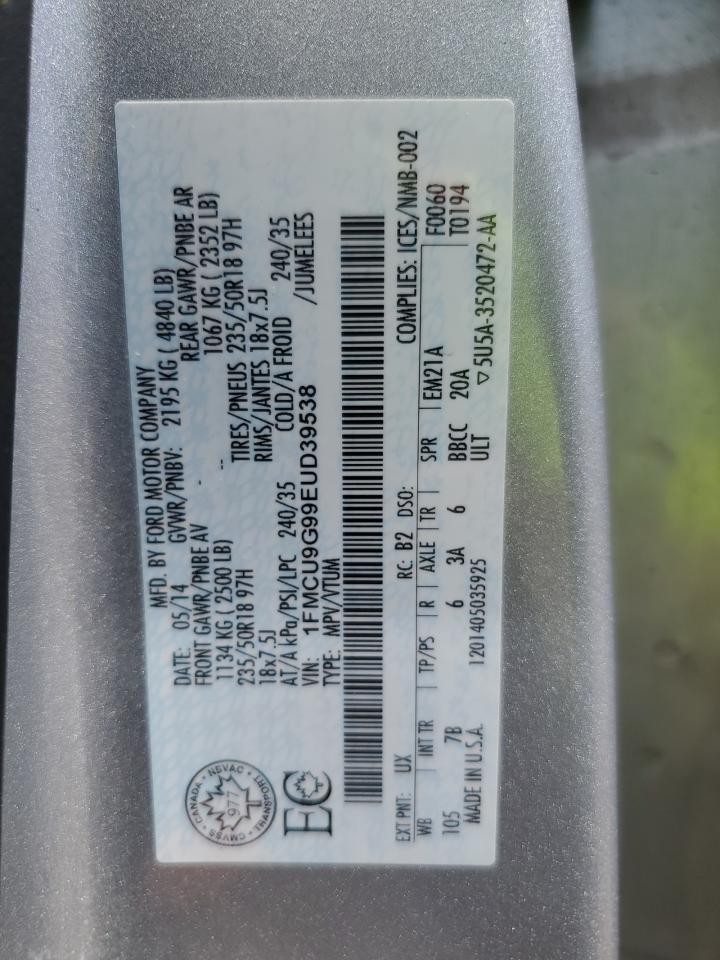 MFD. BY FORD MOTOR COMPANY
DATE: 05/14 GVWR/PNBV: 2195 KG ( 4840 LB)
FRONT GAWR/PNBE AV REAR GAWR/PNBE AR
1134 KG ( 2500 LB) 1067 KG ( 2352 LB)
235/50R18 97H TIRES/PNEUS 235/50R18 97H
18x7.5J RIMS/JANTES 18x7.5J
AT/A kPa/PSI/LPC 240/35 COLD/A FROID 240/35
VIN: 1FMCU9G99EUD39538 /JUMELEES
TYPE: MPV/VTUM
CANADA • NSVAC • TRANSPORT • CMVSS
977
EC
EXT PNT: UX RC: B2 DSO: COMPLIES: ICES/NMB-002
WB INT TR TP/PS R AXLE TR SPR EM21A F0060
105 7B 6 3A 6 BBCC 20A T0194
ULT
MADE IN U.S.A. 1201405035925 ▽5U5A-3520472-AA